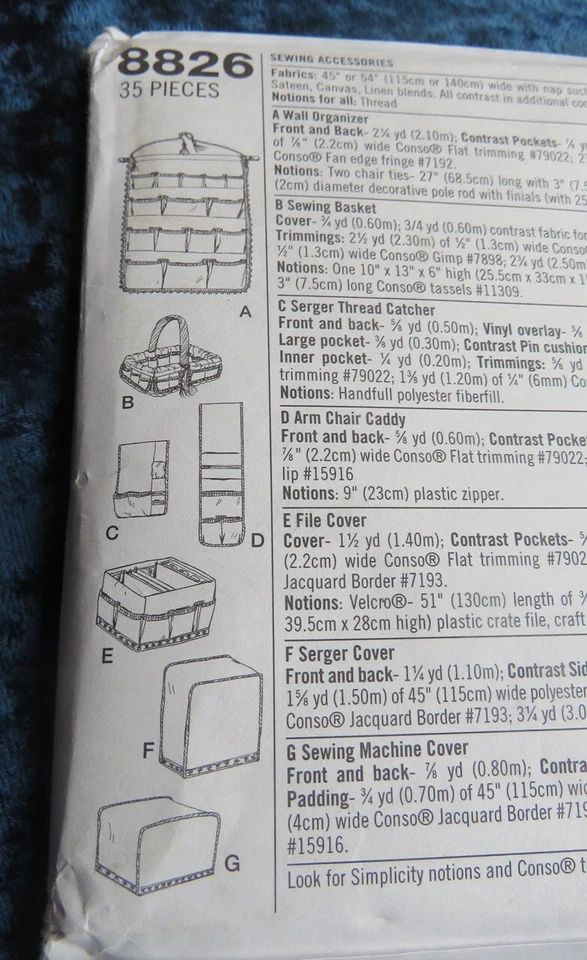 8826
35 PIECES
A
B
C
D
E
F
G
SEWING ACCESSORIES
Fabrics: 45" or 54" (115cm or 140cm) wide with nap such
Sateen, Canvas, Linen blends. All contrast in additional
Notions for all: Thread
A Wall Organizer
Front and Back- 2¼ yd (2.10m); Contrast Pockets-
of ⅞" (2.2cm) wide Conso® Flat trimming #79022;
Conso® Fan edge fringe #7192.
Notions: Two chair ties- 27" (68.5cm) long with 3"
(2cm) diameter decorative pole rod with finials (with 25
B Sewing Basket
Cover- ¾ yd (0.60m); 3/4 yd (0.60m) contrast fabric for
Trimmings: 2½ yd (2.30m) of ½" (1.3cm) wide Conso
½" (1.3cm) wide Conso® Gimp #7898; 2¾ yd (2.50m
Notions: One 10" x 13" x 6" high (25.5cm x 33cm x 1
3" (7.5cm) long Conso® tassels #11309.
C Serger Thread Catcher
Front and back- ⅝ yd (0.50m); Vinyl overlay- ⅝
Large pocket- ⅜ yd (0.30m); Contrast Pin cushion
Inner pocket- ¼ yd (0.20m); Trimmings: ⅝ yd
trimming #79022; 1⅜ yd (1.20m) of ¼" (6mm) Co
Notions: Handfull polyester fiberfill.
D Arm Chair Caddy
Front and back- ⅝ yd (0.60m); Contrast Pocke
⅞" (2.2cm) wide Conso® Flat trimming #79022;
lip #15916
Notions: 9" (23cm) plastic zipper.
E File Cover
Cover- 1½ yd (1.40m); Contrast Pockets- ⅝
(2.2cm) wide Conso® Flat trimming #7902
Jacquard Border #7193.
Notions: Velcro®- 51" (130cm) length of ¾
39.5cm x 28cm high) plastic crate file, craft
F Serger Cover
Front and back- 1¼ yd (1.10m); Contrast Sid
1⅝ yd (1.50m) of 45" (115cm) wide polyester
Conso® Jacquard Border #7193; 3¼ yd (3.0
G Sewing Machine Cover
Front and back- ⅞ yd (0.80m); Contra
Padding- ¾ yd (0.70m) of 45" (115cm) wid
(4cm) wide Conso® Jacquard Border #719
#15916.
Look for Simplicity notions and Conso® t